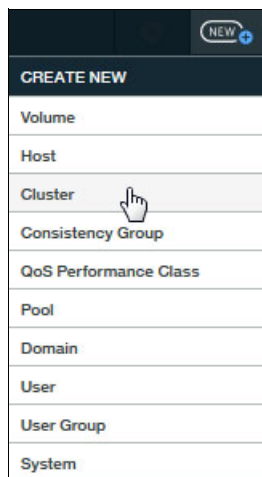 NEW
CREATE NEW
Volume
Host
Cluster
Consistency Group
QoS Performance Class
Pool
Domain
User
User Group
System